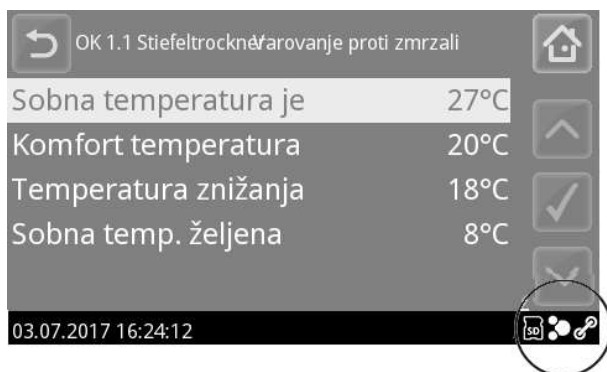 OK 1.1 Stiefeltrockner Varovanje proti zmrzali
Sobna temperatura je 27°C
Komfort temperatura 20°C
Temperatura znižanja 18°C
Sobna temp. željena 8°C
03.07.2017 16:24:12 SD